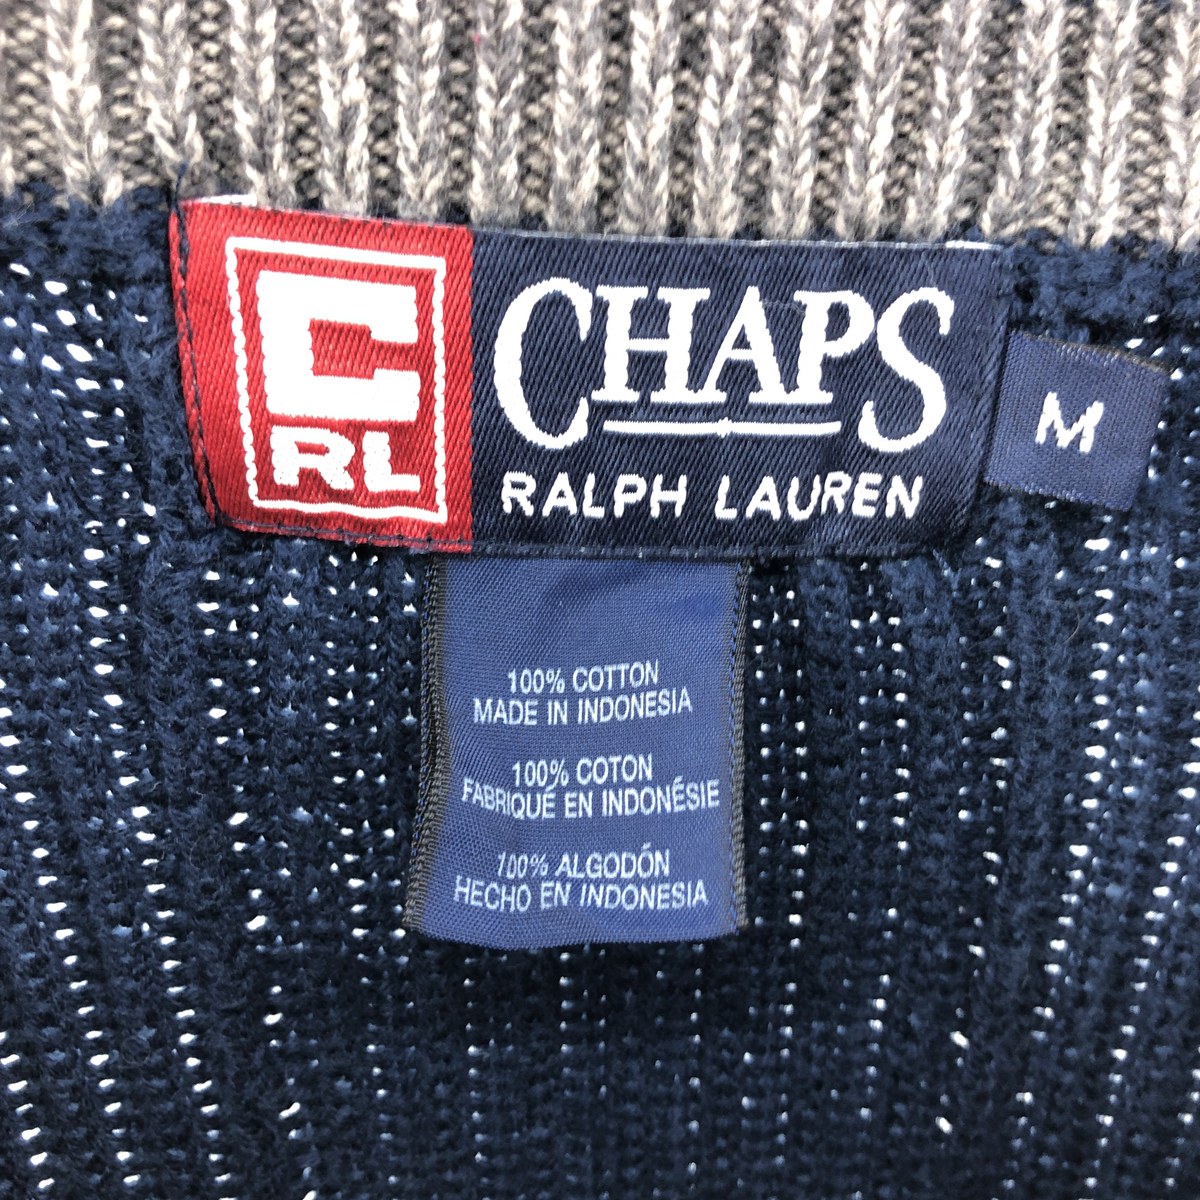 C
RL
CHAPS
RALPH LAUREN
M
100% COTTON
MADE IN INDONESIA
100% COTON
FABRIQUÉ EN INDONÉSIE
100% ALGODÓN
HECHO EN INDONESIA